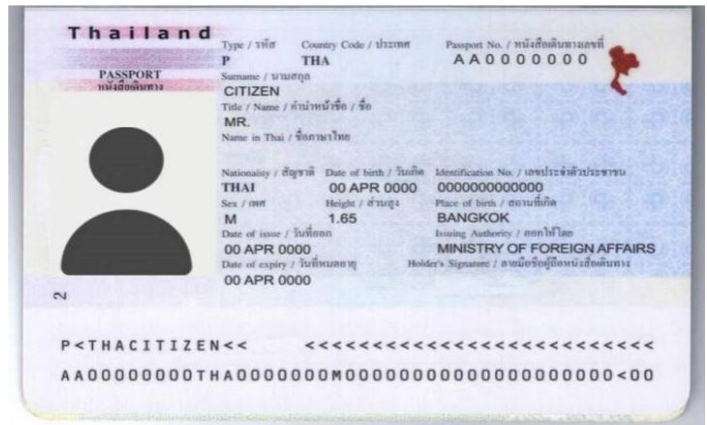 Thailand
Type / รหัส Country Code / ประเทศ Passport No. / หนังสือเดินทางเลขที่
P THA AA0000000
PASSPORT
หนังสือเดินทาง
Surname / นามสกุล
CITIZEN
Title / Name / คำนำหน้าชื่อ / ชื่อ
MR.
Name in Thai / ชื่อภาษาไทย
Nationality / สัญชาติ Date of birth / วันเกิด Identification No. / เลขประจำตัวประชาชน
THAI 00 APR 0000 0000000000000
Sex / เพศ Height / ส่วนสูง Place of birth / สถานที่เกิด
M 1.65 BANGKOK
Date of issue / วันที่ออก Issuing Authority / ออกให้โดย
00 APR 0000 MINISTRY OF FOREIGN AFFAIRS
Date of expiry / วันที่หมดอายุ Holder's Signature / ลายมือชื่อผู้ถือหนังสือเดินทาง
00 APR 0000
2
P<THACITIZEN<< <<<<<<<<<<<<<<<<<<<<<<<<<<
AA00000000THA0000000M0000000000000000000000<00